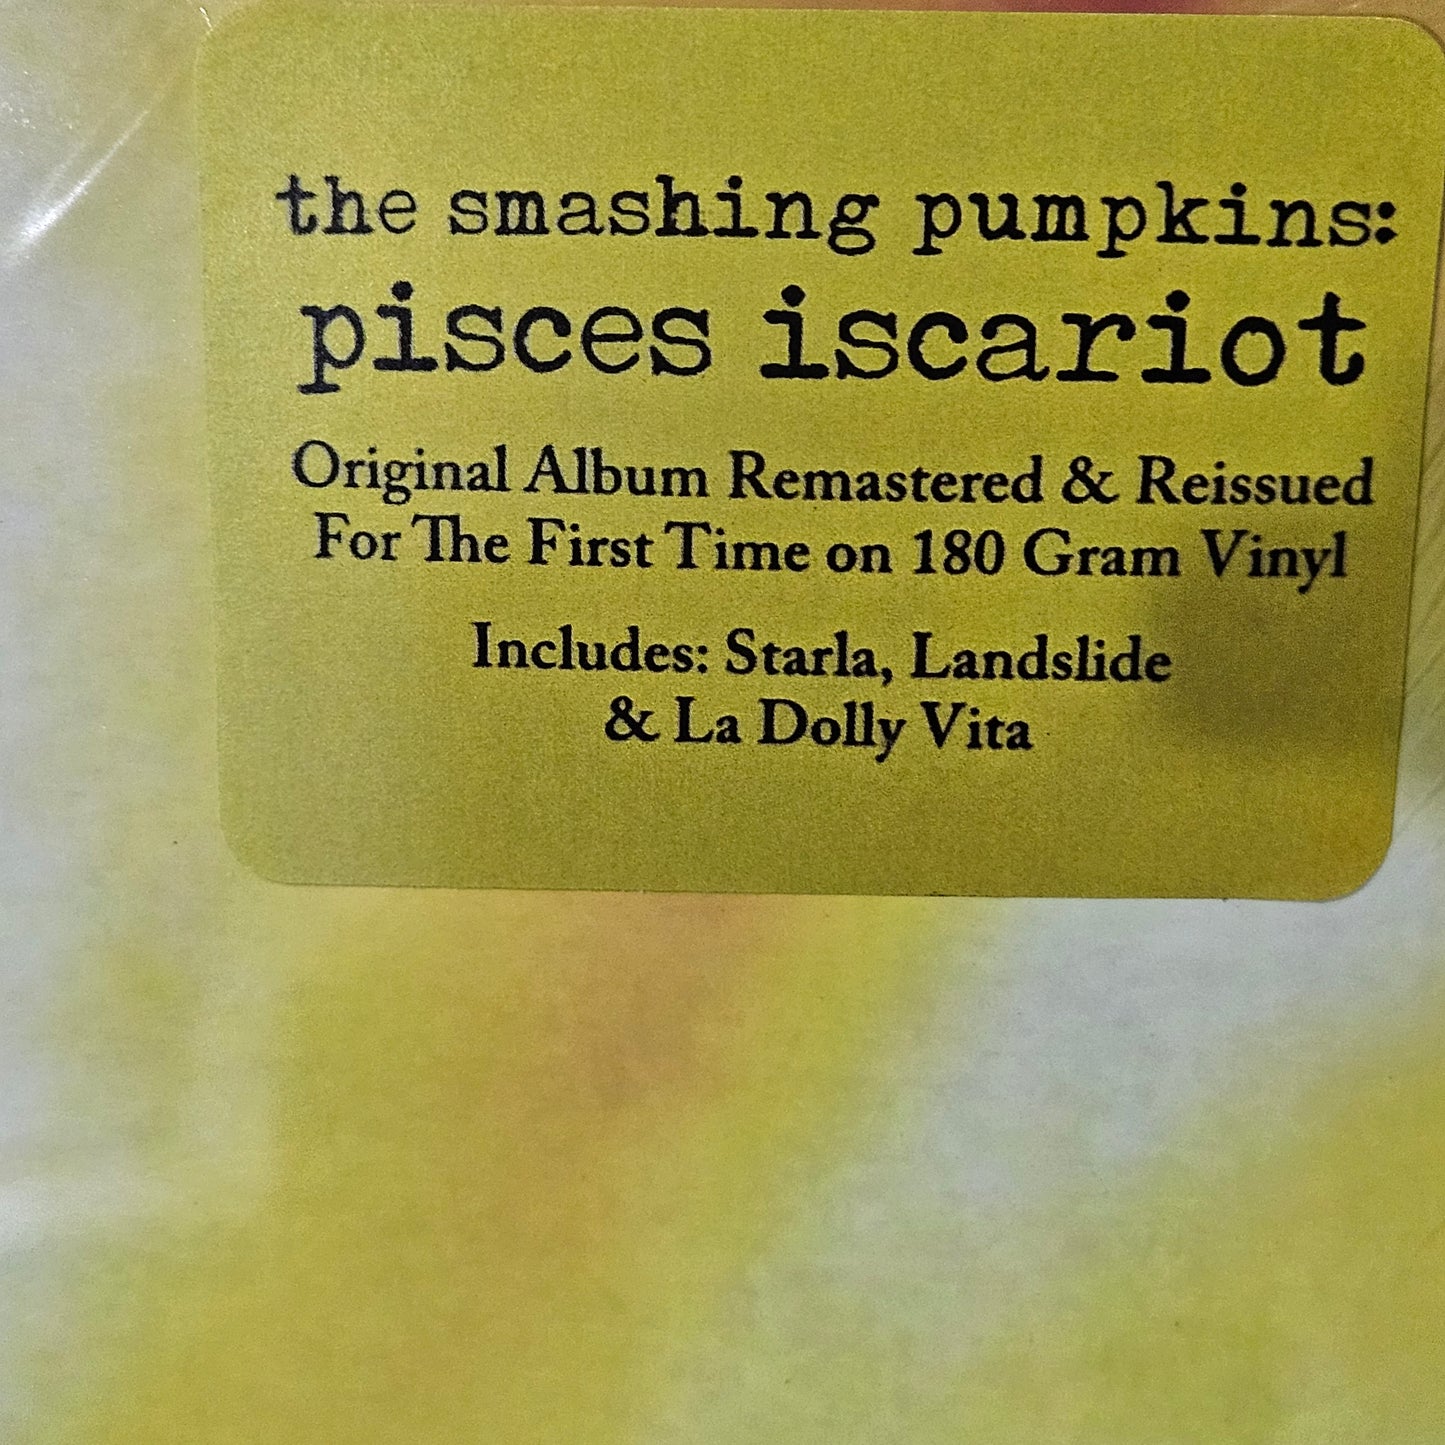 the smashing pumpkins:
pisces iscariot
Original Album Remastered & Reissued
For The First Time on 180 Gram Vinyl
Includes: Starla, Landslide
& La Dolly Vita